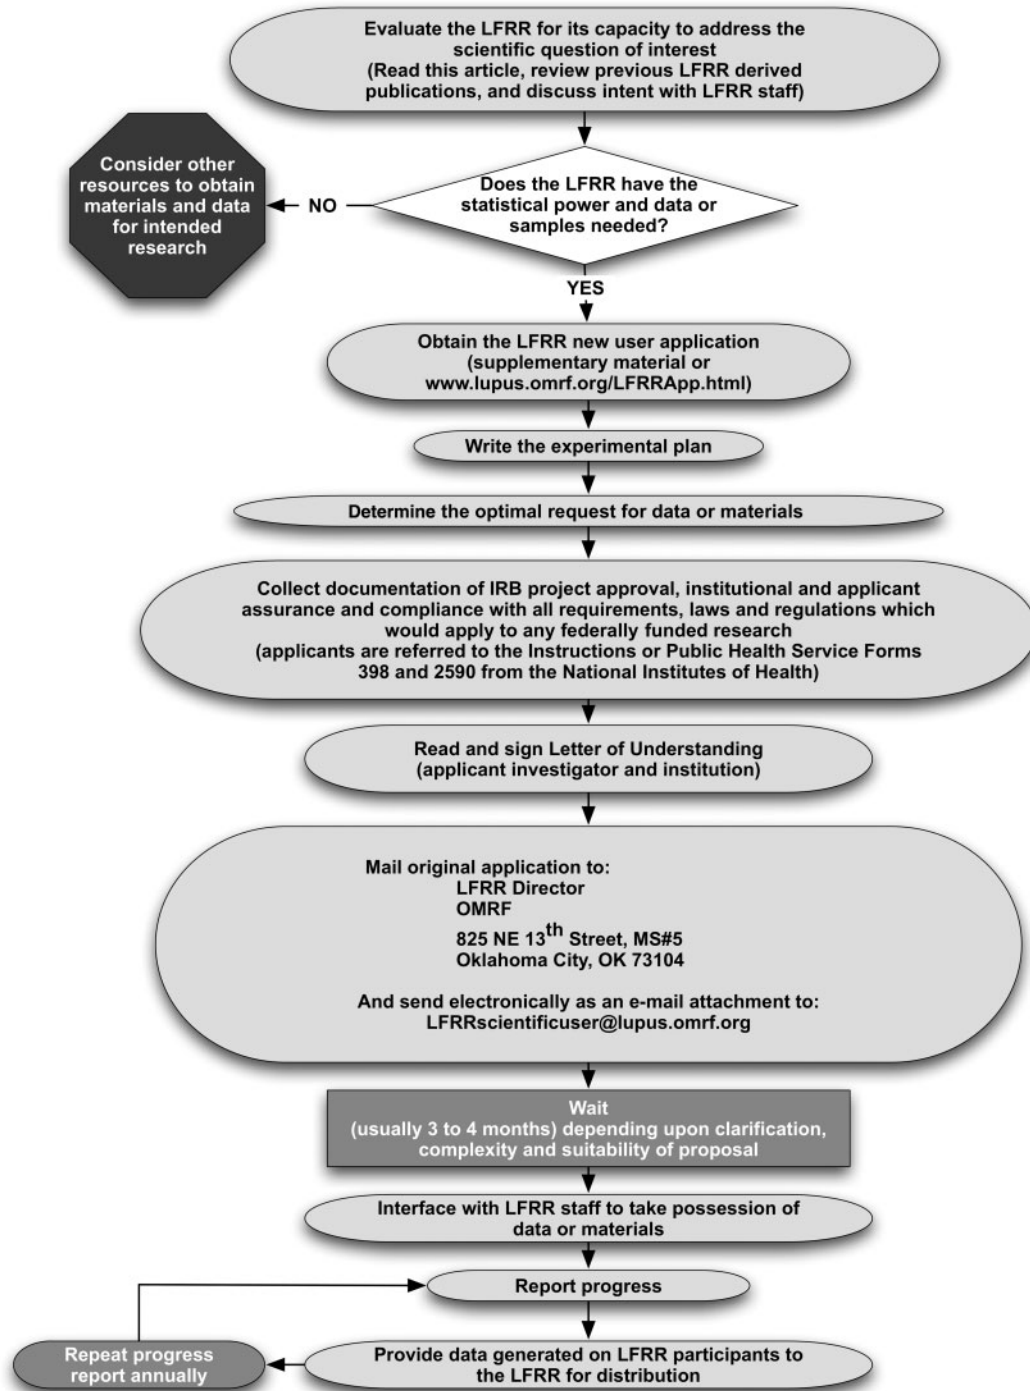 Evaluate the LFRR for its capacity to address the
scientific question of interest
(Read this article, review previous LFRR derived
publications, and discuss intent with LFRR staff)
Consider other
resources to obtain
materials and data
for intended
research
NO
Does the LFRR have the
statistical power and data or
samples needed?
YES
Obtain the LFRR new user application
(supplementary material or
www.lupus.omrf.org/LFRRApp.html)
Write the experimental plan
Determine the optimal request for data or materials
Collect documentation of IRB project approval, institutional and applicant
assurance and compliance with all requirements, laws and regulations which
would apply to any federally funded research
(applicants are referred to the Instructions or Public Health Service Forms
398 and 2590 from the National Institutes of Health)
Read and sign Letter of Understanding
(applicant investigator and institution)
Mail original application to:
LFRR Director
OMRF
825 NE 13th Street, MS#5
Oklahoma City, OK 73104
And send electronically as an e-mail attachment to:
LFRRscientificuser@lupus.omrf.org
Wait
(usually 3 to 4 months) depending upon clarification,
complexity and suitability of proposal
Interface with LFRR staff to take possession of
data or materials
Report progress
Repeat progress
report annually
Provide data generated on LFRR participants to
the LFRR for distribution